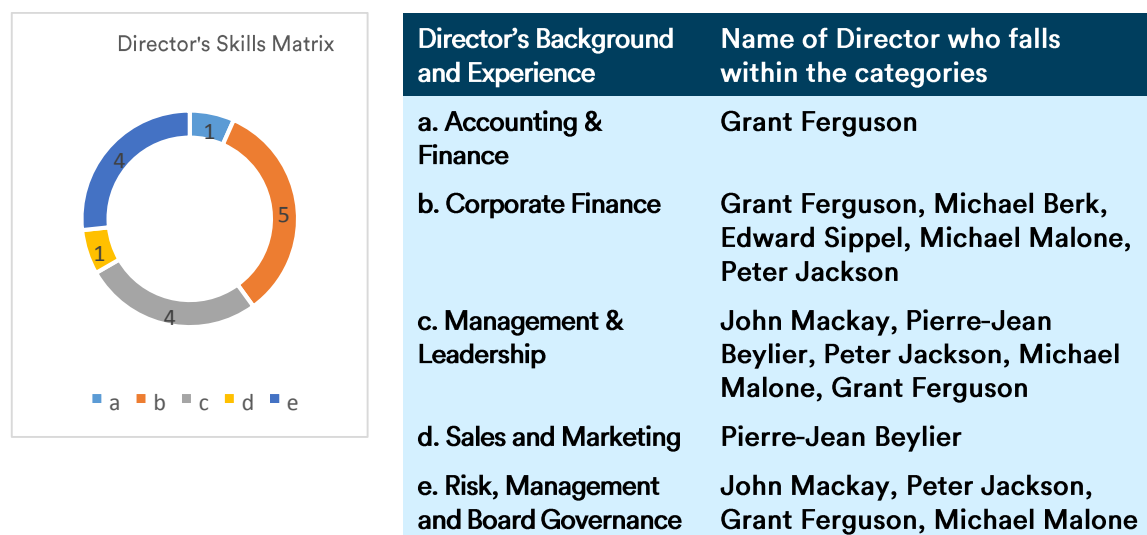 Director's Skills Matrix
1
4
5
1
4
a b c d e
Director’s Background
and Experience
Name of Director who falls
within the categories
a. Accounting &
Finance
Grant Ferguson
b. Corporate Finance
Grant Ferguson, Michael Berk,
Edward Sippel, Michael Malone,
Peter Jackson
c. Management &
Leadership
John Mackay, Pierre-Jean
Beylier, Peter Jackson, Michael
Malone, Grant Ferguson
d. Sales and Marketing
Pierre-Jean Beylier
e. Risk, Management
and Board Governance
John Mackay, Peter Jackson,
Grant Ferguson, Michael Malone